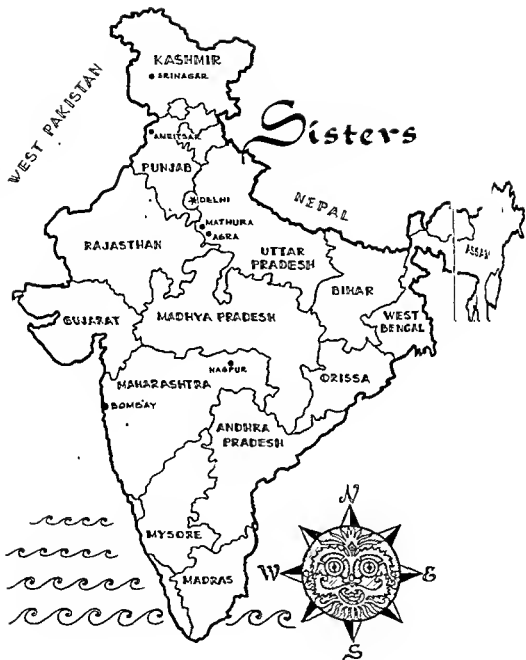 KASHMIR
SRINAGAR
WEST PAKISTAN
AMRITSAR
Sisters
PUNJAB
DELHI
NEPAL
MATHURA
AGRA
RAJASTHAN
UTTAR
PRADESH
ASSAM
BIHAR
GUJARAT
MADHYA PRADESH
WEST
BENGAL
NAGPUR
MAHARASHTRA
ORISSA
BOMBAY
ANDHRA
PRADESH
MYSORE
MADRAS
N
W
E
S